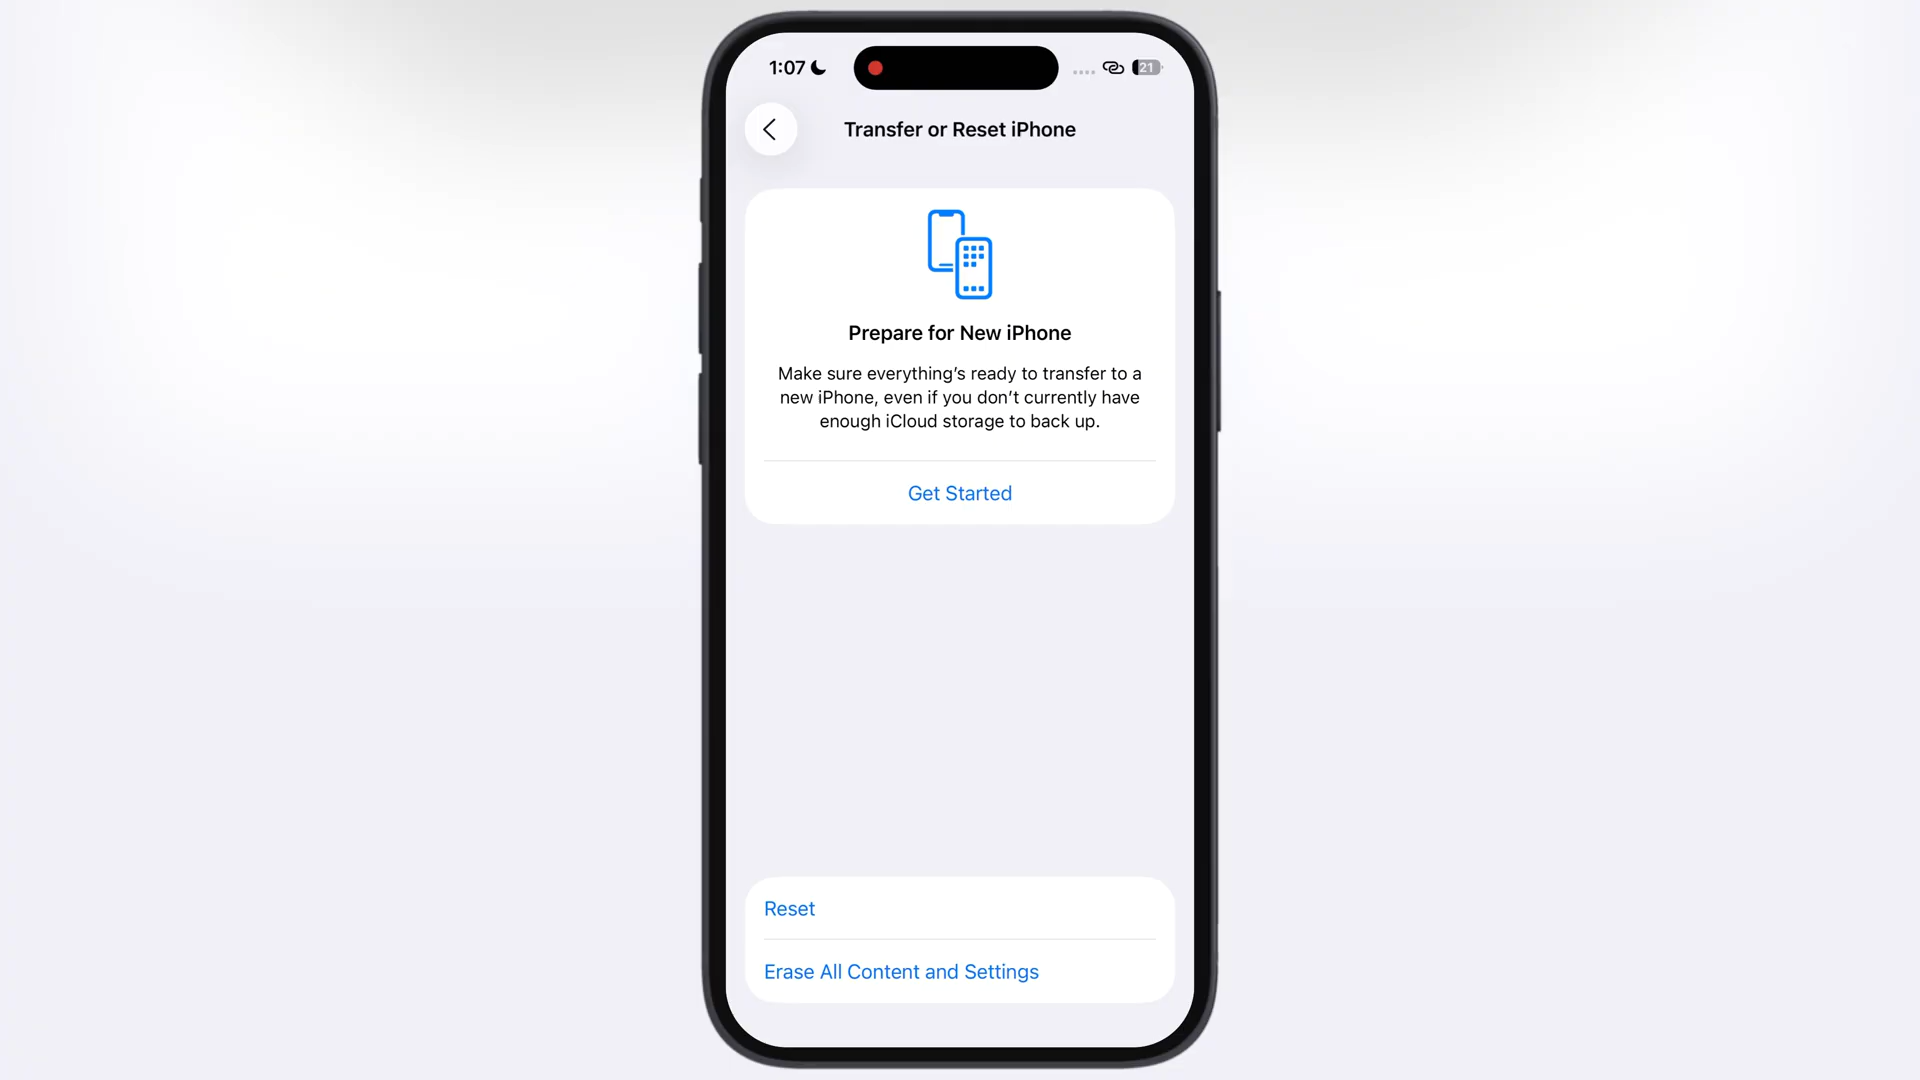 1:07
21
Transfer or Reset iPhone
Prepare for New iPhone
Make sure everything’s ready to transfer to a
new iPhone, even if you don’t currently have
enough iCloud storage to back up.
Get Started
Reset
Erase All Content and Settings